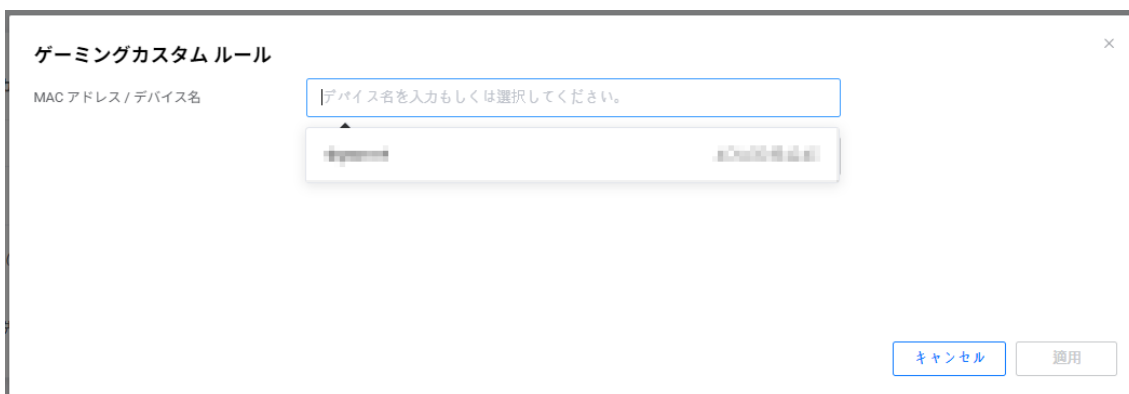 ゲーミングカスタム ルール
×
MAC アドレス / デバイス名
デバイス名を入力もしくは選択してください。
キャンセル
適用